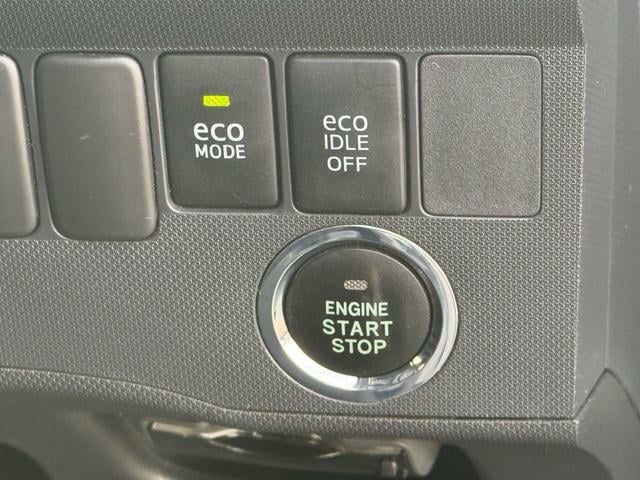 eco
MODE
eco
IDLE
OFF
ENGINE
START
STOP